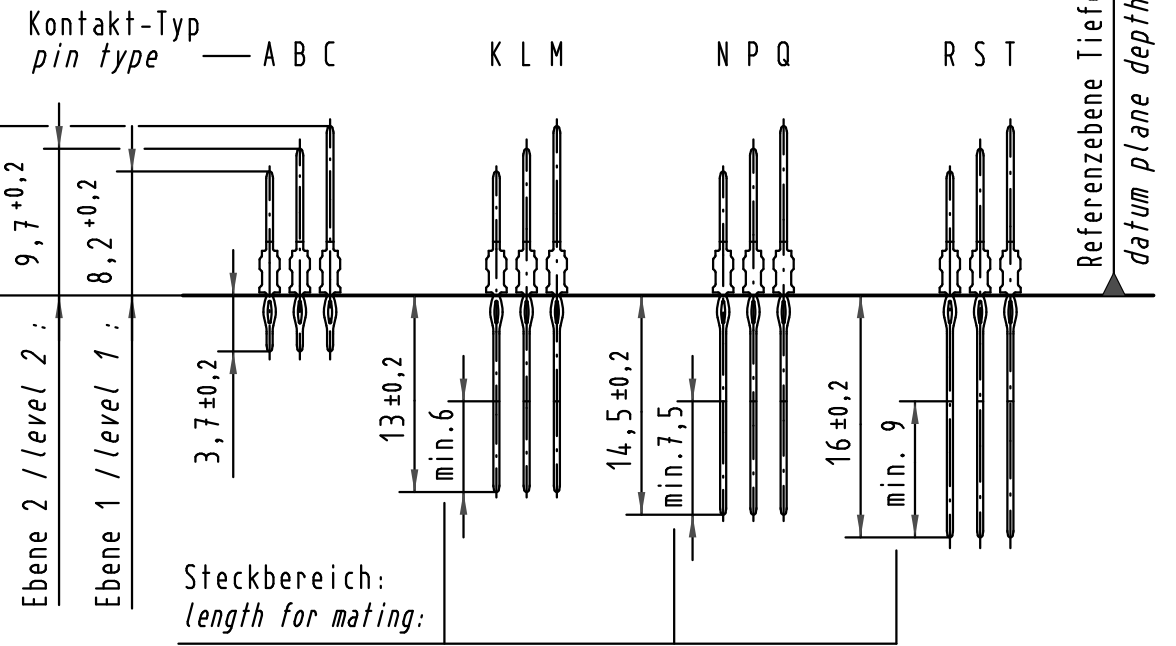 Kontakt-Typ
pin type
A B C
K L M
N P Q
R S T
Referenzebene Tiefe
datum plane depth
9,7+0,2
8,2+0,2
Ebene 2 / level 2 :
Ebene 1 / level 1 :
3,7±0,2
13±0,2
min.6
14,5±0,2
min.7,5
16±0,2
min. 9
Steckbereich:
length for mating: